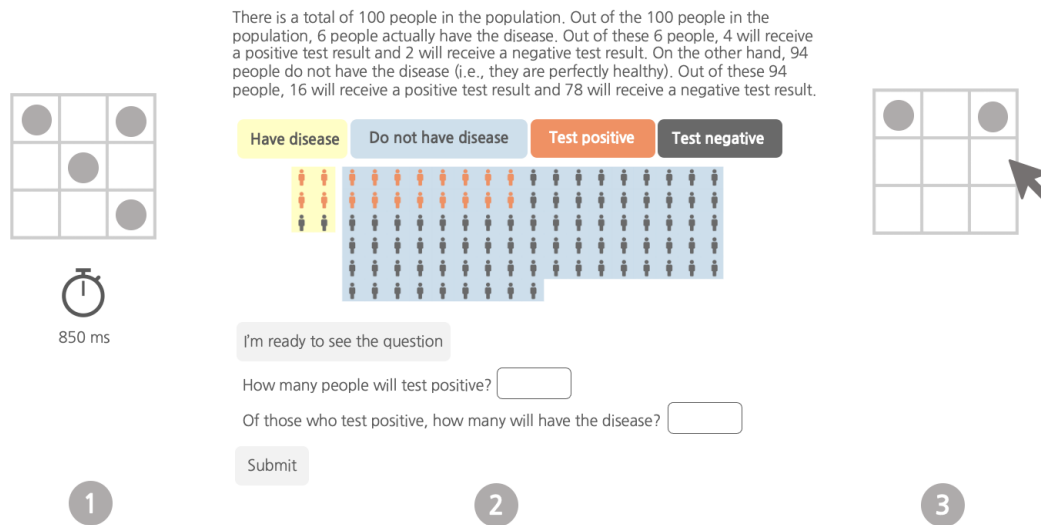 There is a total of 100 people in the population. Out of the 100 people in the
population, 6 people actually have the disease. Out of these 6 people, 4 will receive
a positive test result and 2 will receive a negative test result. On the other hand, 94
people do not have the disease (i.e., they are perfectly healthy). Out of these 94
people, 16 will receive a positive test result and 78 will receive a negative test result.
Have disease
Do not have disease
Test positive
Test negative
850 ms
I'm ready to see the question
How many people will test positive?
Of those who test positive, how many will have the disease?
Submit
1
2
3